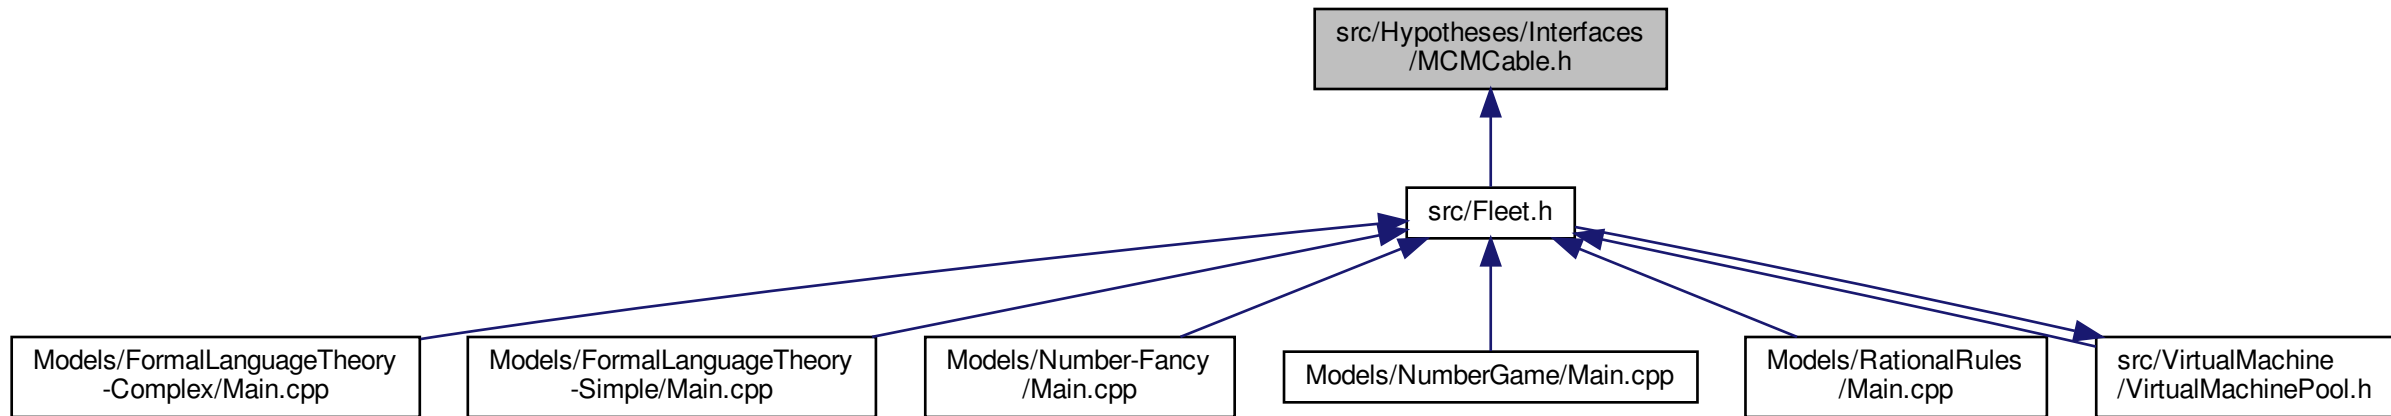 src/Hypotheses/Interfaces
/MCMCable.h
src/Fleet.h
Models/FormalLanguageTheory
-Complex/Main.cpp
Models/FormalLanguageTheory
-Simple/Main.cpp
Models/Number-Fancy
/Main.cpp
Models/NumberGame/Main.cpp
Models/RationalRules
/Main.cpp
src/VirtualMachine
/VirtualMachinePool.h